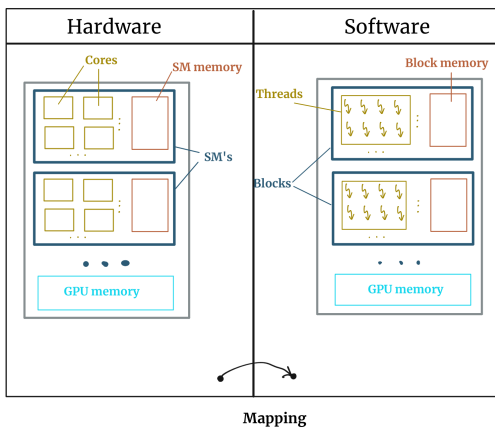 Hardware
Software
Cores
SM memory
SM's
GPU memory
Block memory
Threads
Blocks
GPU memory
Mapping